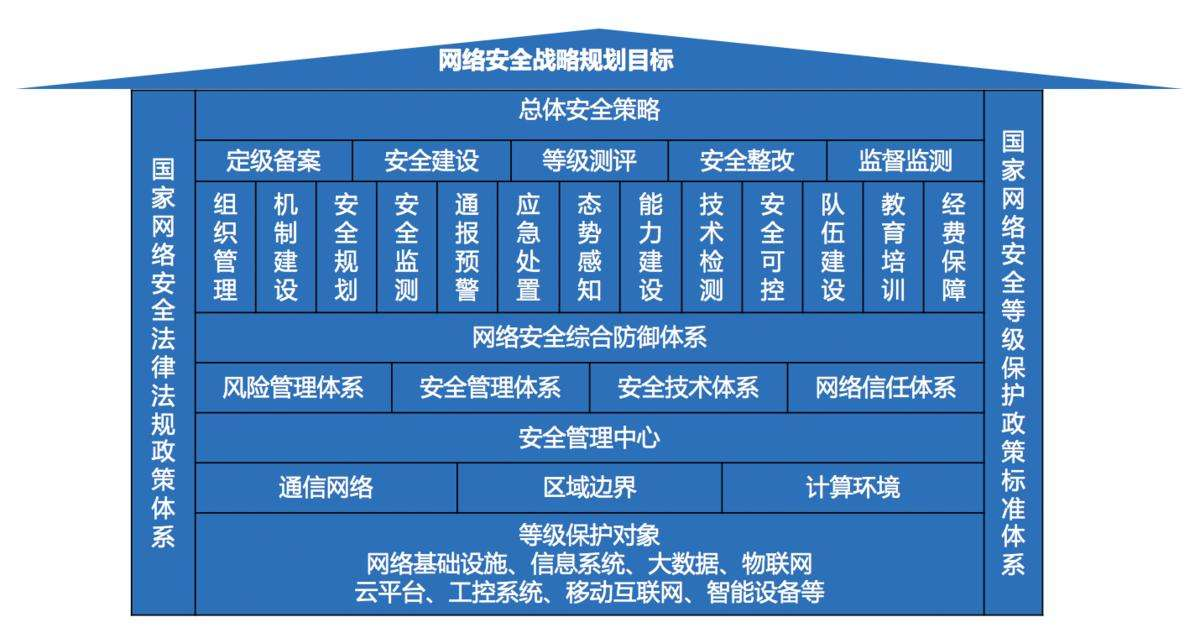 网络安全战略规划目标
国家网络安全法律法规政策体系
总体安全策略
定级备案
安全建设
等级测评
安全整改
监督监测
组织管理
机制建设
安全规划
安全监测
通报预警
应急处置
态势感知
能力建设
技术检测
安全可控
队伍建设
教育培训
经费保障
网络安全综合防御体系
风险管理体系
安全管理体系
安全技术体系
网络信任体系
安全管理中心
通信网络
区域边界
计算环境
等级保护对象
网络基础设施、信息系统、大数据、物联网
云平台、工控系统、移动互联网、智能设备等
国家网络安全等级保护政策标准体系